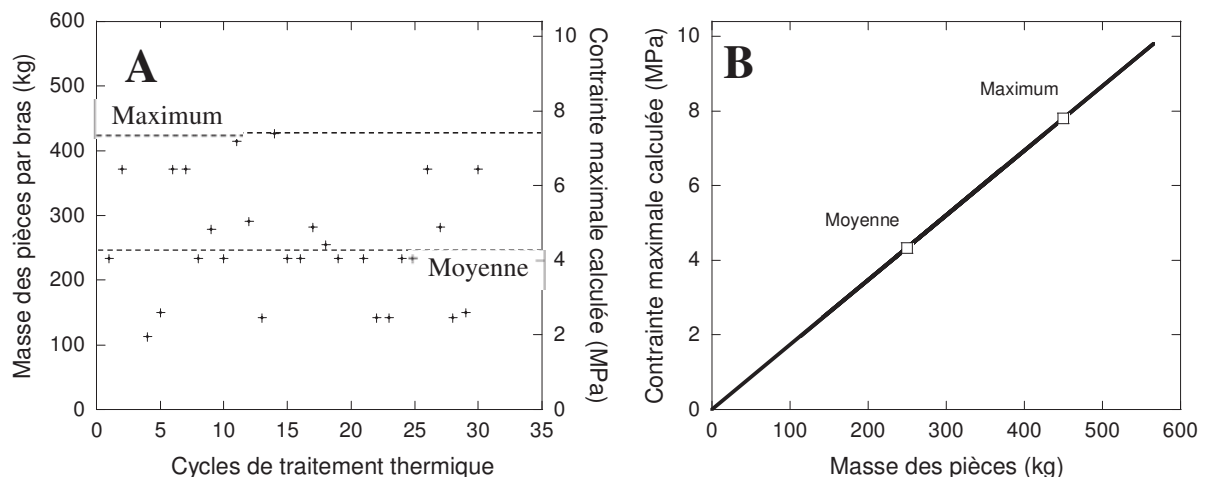 A
Masse des pièces par bras (kg)
600
500
400
300
200
100
0
Maximum
Moyenne
0 5 10 15 20 25 30 35
Cycles de traitement thermique
10
8
6
4
2
0
Contrainte maximale calculée (MPa)
B
Contrainte maximale calculée (MPa)
10
8
6
4
2
0
Maximum
Moyenne
0 100 200 300 400 500 600
Masse des pièces (kg)